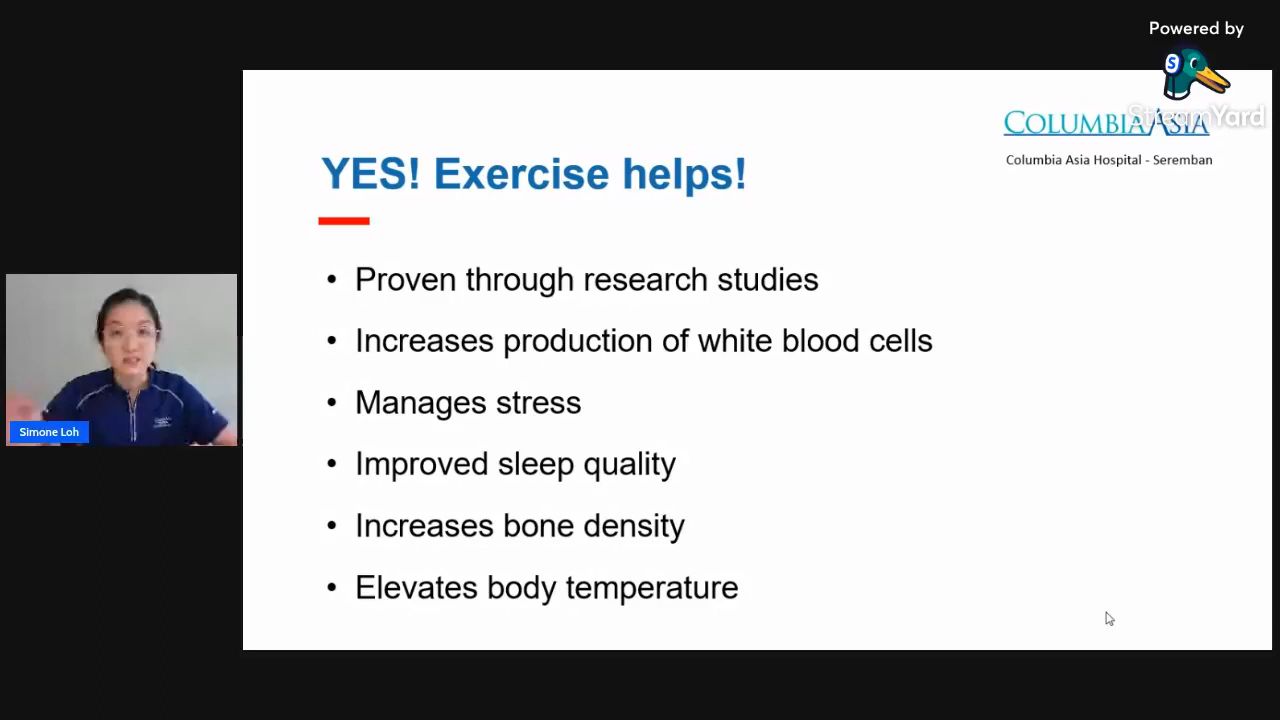 Powered by
S
StreamYard
COLUMBIA ASIA
Columbia Asia Hospital - Seremban
YES! Exercise helps!
• Proven through research studies
• Increases production of white blood cells
• Manages stress
• Improved sleep quality
• Increases bone density
• Elevates body temperature
Simone Loh